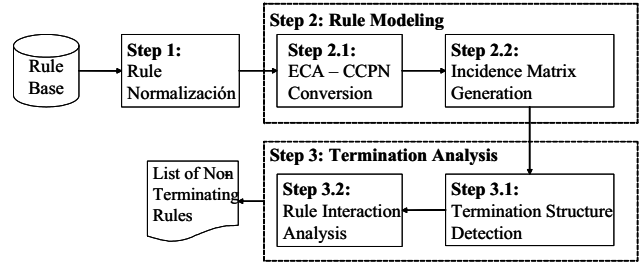 Step 2: Rule Modeling
Rule
Base
Step 1:
Rule
Normalización
Step 2.1:
ECA – CCPN
Conversion
Step 2.2:
Incidence Matrix
Generation
Step 3: Termination Analysis
Step 3.1:
Termination Structure
Detection
Step 3.2:
Rule Interaction
Analysis
List of Non-
Terminating
Rules